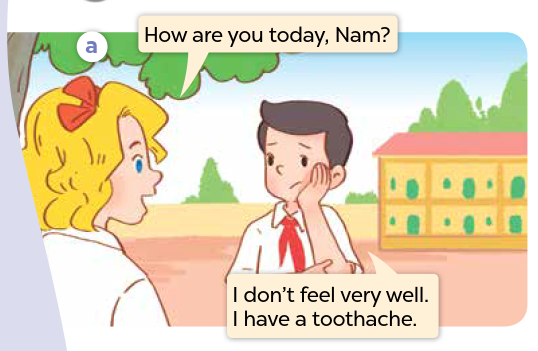 a
How are you today, Nam?
I don't feel very well.
I have a toothache.